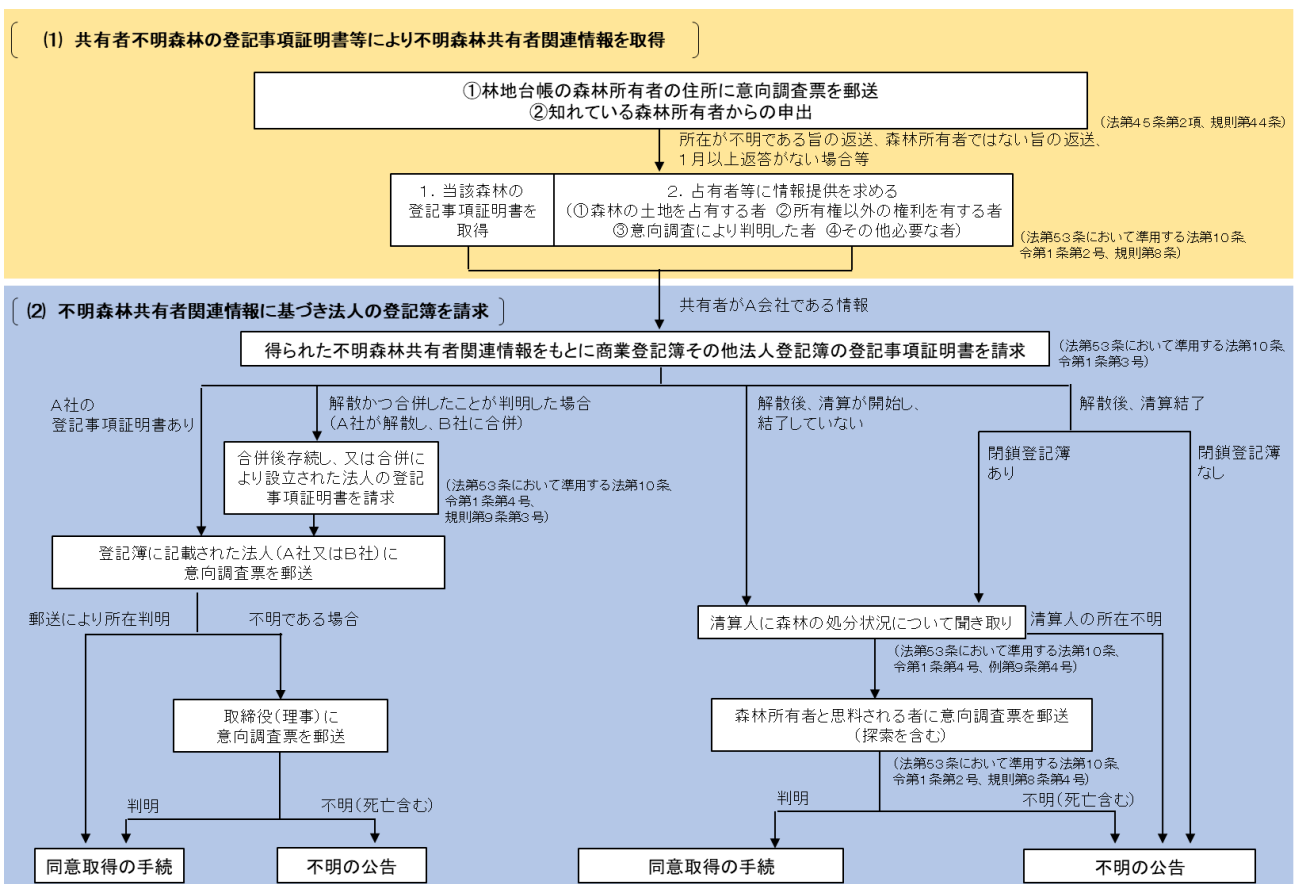 (1) 共有者不明森林の登記事項証明書等により不明森林共有者関連情報を取得
①林地台帳の森林所有者の住所に意向調査票を郵送
②知れている森林所有者からの申出
(法第45条第2項、規則第44条)
所在が不明である旨の返送、森林所有者ではない旨の返送、
1月以上返答がない場合等
1. 当該森林の
登記事項証明書を
取得
2. 占有者等に情報提供を求める
(①森林の土地を占有する者 ②所有権以外の権利を有する者
③意向調査により判明した者 ④その他必要な者)
(法第53条において準用する法第10条、
令第1条第2号、規則第8条)
(2) 不明森林共有者関連情報に基づき法人の登記簿を請求
共有者がA会社である情報
得られた不明森林共有者関連情報をもとに商業登記簿その他法人登記簿の登記事項証明書を請求
(法第53条において準用する法第10条、
令第1条第3号)
A社の
登記事項証明書あり
解散かつ合併したことが判明した場合
(A社が解散し、B社に合併)
解散後、清算が開始し、
結了していない
解散後、清算結了
閉鎖登記簿
あり
閉鎖登記簿
なし
合併後存続し、又は合併に
より設立された法人の登記
事項証明書を請求
(法第53条において準用する法第10条、
令第1条第4号、
規則第9条第3号)
登記簿に記載された法人(A社又はB社)に
意向調査票を郵送
郵送により所在判明
不明である場合
清算人に森林の処分状況について聞き取り
清算人の所在不明
(法第53条において準用する法第10条、
令第1条第4号、例第9条第4号)
取締役(理事)に
意向調査票を郵送
森林所有者と思料される者に意向調査票を郵送
(探索を含む)
(法第53条において準用する法第10条、
令第1条第2号、規則第8条第4号)
判明
不明(死亡含む)
判明
不明(死亡含む)
同意取得の手続
不明の公告
同意取得の手続
不明の公告